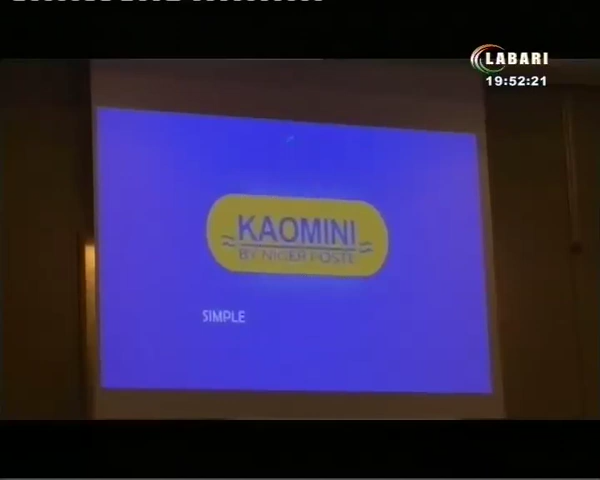 LABARI
19:52:21
KAOMINI
BY NIGER POSTE
SIMPLE